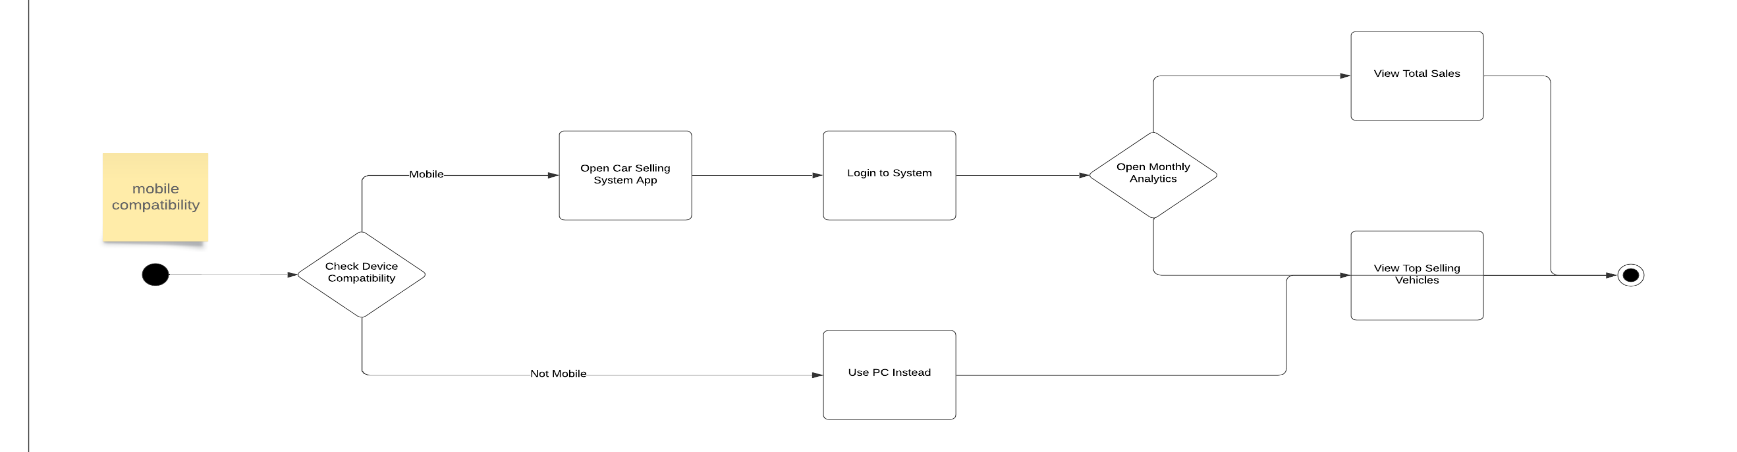 mobile
compatibility
Check Device
Compatibility
Mobile
Not Mobile
Open Car Selling
System App
Login to System
Use PC Instead
Open Monthly
Analytics
View Total Sales
View Top Selling
Vehicles